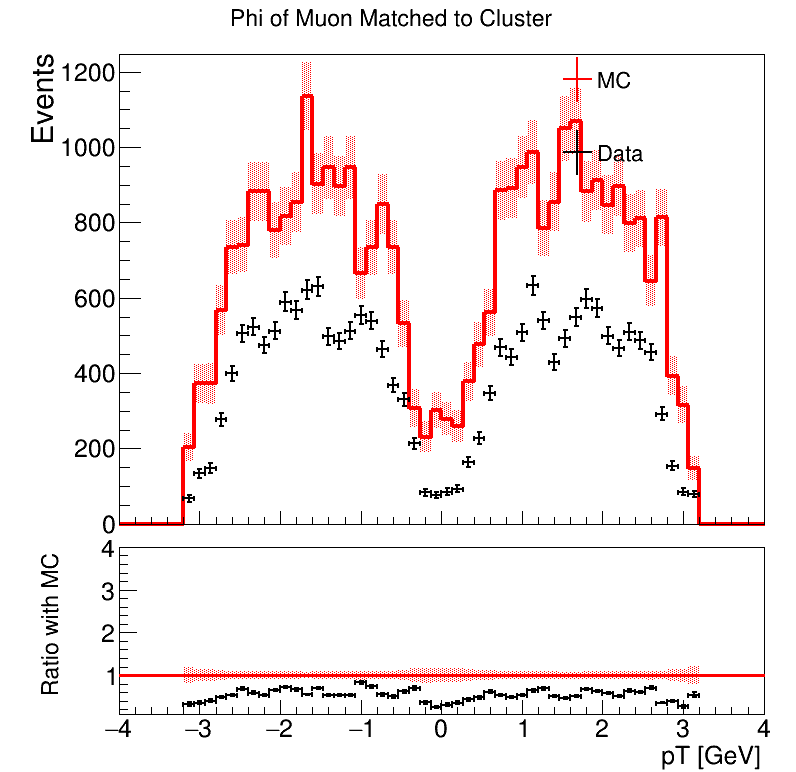 Phi of Muon Matched to Cluster
Events
1200
1000
800
600
400
200
0
MC
Data
Ratio with MC
4
3
2
1
−4 −3 −2 −1 0 1 2 3 4
pT [GeV]